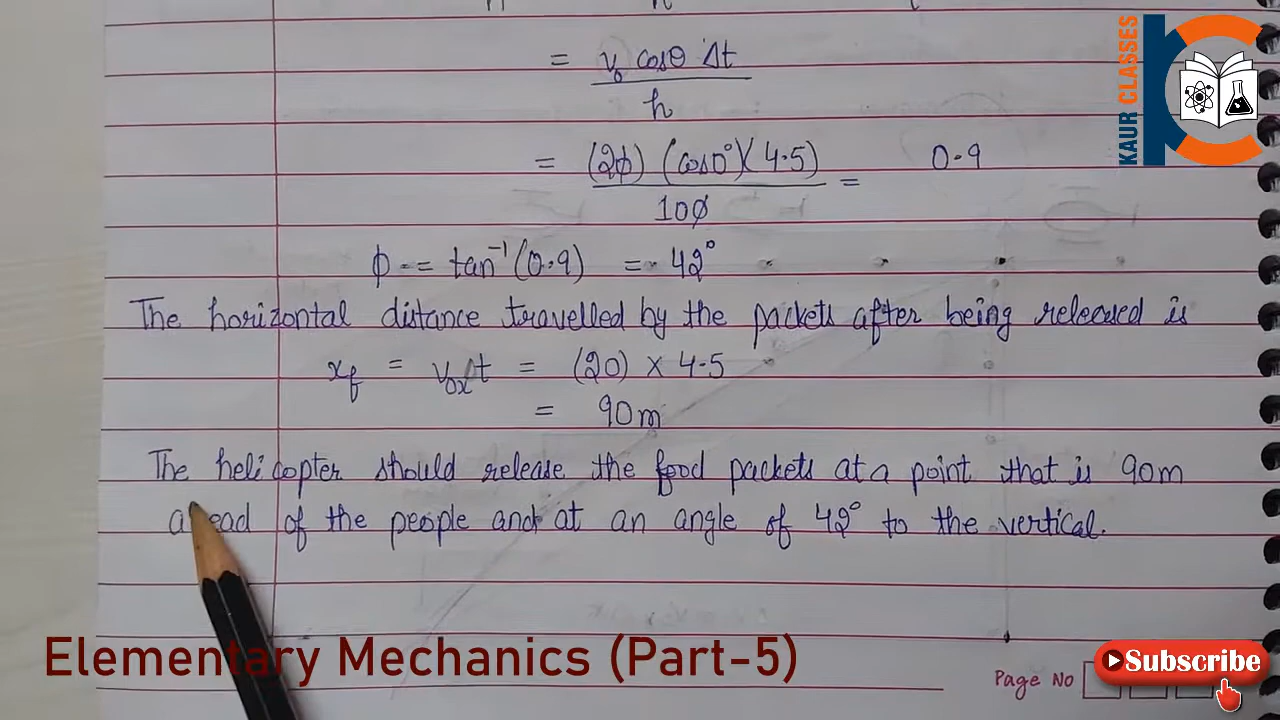 = v₀ cosθ Δt
h
= (20) (cos0°)(4.5) = 0.9
100
ϕ = tan⁻¹(0.9) = 42°
The horizontal distance travelled by the packets after being released is
x_f = v₀ₓt = (20) × 4.5
= 90m
The helicopter should release the food packets at a point that is 90m
of the people and at an angle of 42° to the vertical.
Elementary Mechanics (Part-5)
Page No
Subscribe
KAUR CLASSES